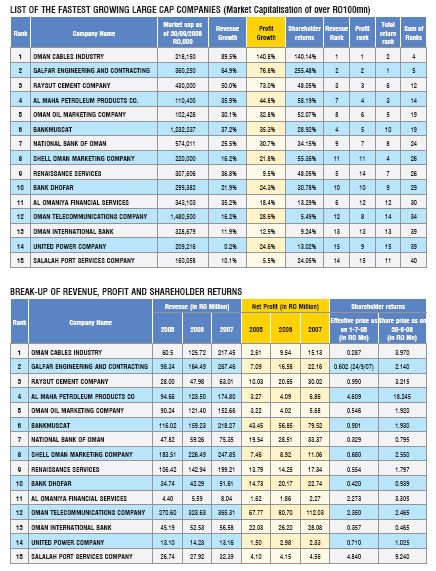 LIST OF THE FASTEST GROWING LARGE CAP COMPANIES (Market Capitalisation of over RO100mn)
Rank Company Name Market cap as of 30/09/2008 RO,000 Revenue Growth Profit Growth Shareholder returns Revenue Rank Profit rank Total return rank Sum of Ranks
1 OMAN CABLES INDUSTRY 218,150 89.5% 140.8% 140.14% 1 1 2 4
2 GALFAR ENGINEERING AND CONTRACTING 360,250 64.9% 76.8% 255.48% 2 2 1 5
3 RAYSUT CEMENT COMPANY 430,000 50.0% 73.0% 48.05% 3 3 6 12
4 AL MAHA PETROLEUM PRODUCTS CO. 110,400 35.9% 44.8% 58.19% 7 4 3 14
5 OMAN OIL MARKETING COMPANY 102,426 30.1% 32.8% 52.07% 8 6 5 19
6 BANKMUSCAT 1,232,237 37.2% 35.3% 28.92% 4 5 10 19
7 NATIONAL BANK OF OMAN 574,011 25.5% 30.7% 34.15% 9 7 8 24
8 SHELL OMAN MARKETING COMPANY 220,000 16.2% 21.8% 55.36% 11 11 4 26
9 RENAISSANCE SERVICES 307,606 36.8% 9.5% 48.05% 5 14 7 26
10 BANK DHOFAR 299,382 21.9% 24.3% 30.78% 10 10 9 29
11 AL OMANIYA FINANCIAL SERVICES 343,103 35.2% 18.4% 13.29% 6 12 12 30
12 OMAN TELECOMMUNICATIONS COMPANY 1,480,500 16.2% 28.6% 5.49% 12 8 14 34
13 OMAN INTERNATIONAL BANK 328,679 11.9% 12.9% 9.24% 13 13 13 39
14 UNITED POWER COMPANY 209,216 0.2% 24.6% 13.02% 15 9 15 39
15 SALALAH PORT SERVICES COMPANY 160,058 10.1% 5.5% 24.05% 14 15 11 40
BREAK-UP OF REVENUE, PROFIT AND SHAREHOLDER RETURNS
Rank Company Name Revenue (in RO Million) Net Profit (in RO Million) Shareholder returns
2005 2006 2007 2005 2006 2007 Effective price as on 1-7-05 (in RO Mn) Share price as on 30-6-08 (in RO Mn)
1 OMAN CABLES INDUSTRY 60.5 125.72 217.45 2.61 9.54 15.13 0.287 3.970
2 GALFAR ENGINEERING AND CONTRACTING 98.34 164.49 267.46 7.09 16.58 22.16 0.602 (24/9/07) 2.140
3 RAYSUT CEMENT COMPANY 28.00 47.98 63.01 10.03 20.65 30.02 0.990 3.215
4 AL MAHA PETROLEUM PRODUCTS CO 94.66 123.50 174.80 3.27 4.09 6.86 4.609 18.245
5 OMAN OIL MARKETING COMPANY 90.24 121.40 152.66 3.22 4.02 5.68 0.546 1.920
6 BANKMUSCAT 116.02 159.23 218.27 43.45 56.85 79.52 0.901 1.930
7 NATIONAL BANK OF OMAN 47.82 59.26 75.35 19.54 28.51 33.37 0.329 0.795
8 SHELL OMAN MARKETING COMPANY 183.51 226.49 247.85 7.46 8.92 11.06 0.680 2.550
9 RENAISSANCE SERVICES 106.42 142.94 199.21 13.79 14.25 17.34 0.554 1.797
10 BANK DHOFAR 34.74 42.29 51.61 14.73 20.17 22.74 0.420 0.939
11 AL OMANIYA FINANCIAL SERVICES 4.40 5.59 8.04 1.62 1.86 2.27 2.273 3.305
12 OMAN TELECOMMUNICATIONS COMPANY 270.60 323.63 365.31 67.77 80.70 112.03 2.350 0.465
13 OMAN INTERNATIONAL BANK 45.19 52.53 56.58 22.03 26.20 28.08 0.357 0.465
14 UNITED POWER COMPANY 13.10 14.23 13.16 1.50 2.98 2.33 0.710 1.025
15 SALALAH PORT SERVICES COMPANY 26.74 27.92 32.39 4.10 4.15 4.56 4.840 9.240